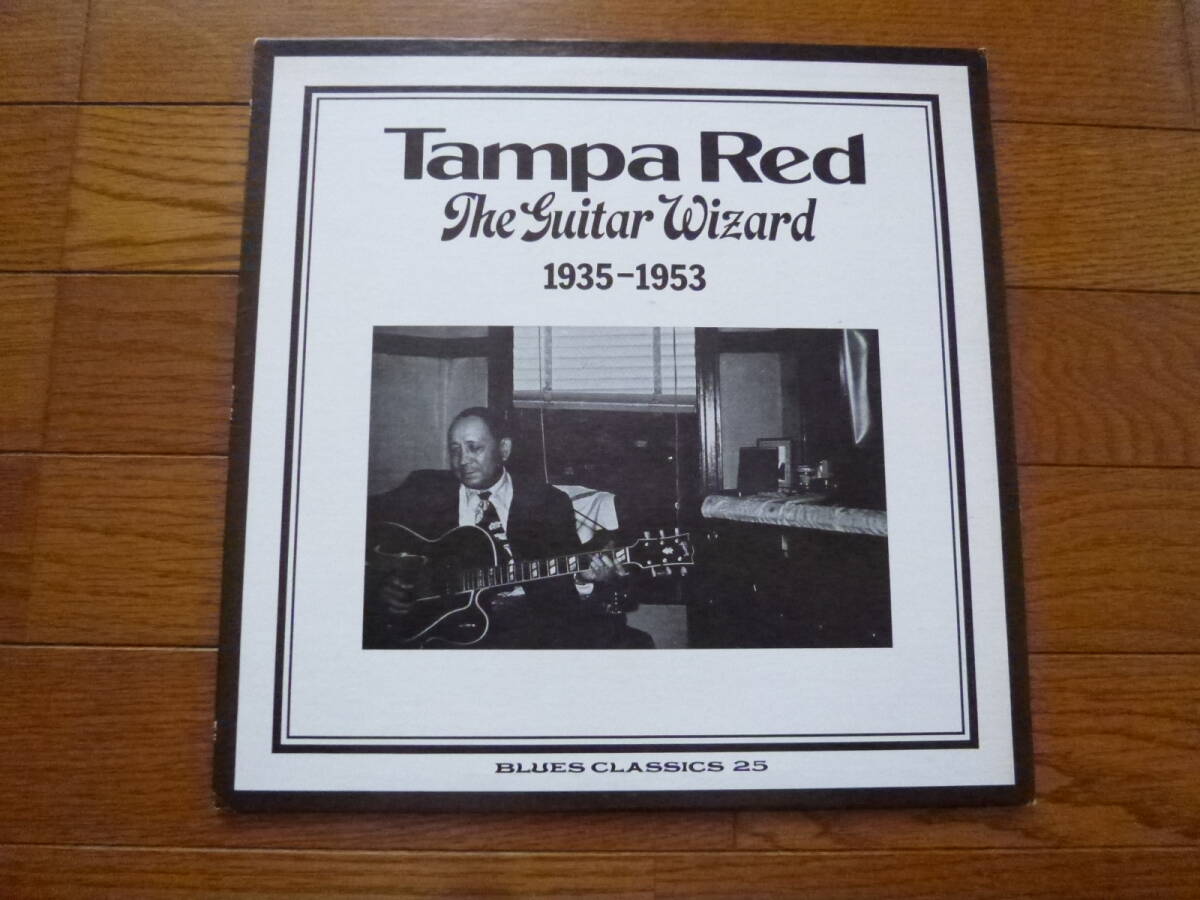 Tampa Red
The Guitar Wizard
1935-1953
BLUES CLASSICS 25